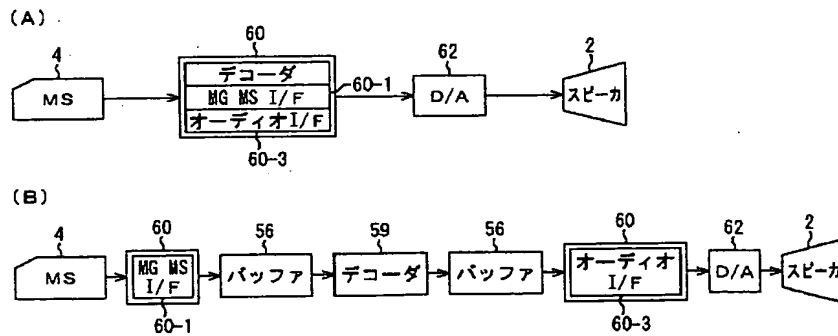 (A)
4
60
62
2
MS
デコーダ
MG MS I/F
オーディオI/F
60-1
60-3
D/A
スピーカ
(B)
4
60
56
59
56
60
62
2
MS
MG MS
I/F
バッファ
デコーダ
バッファ
オーディオ
I/F
D/A
スピーカ
60-1
60-3